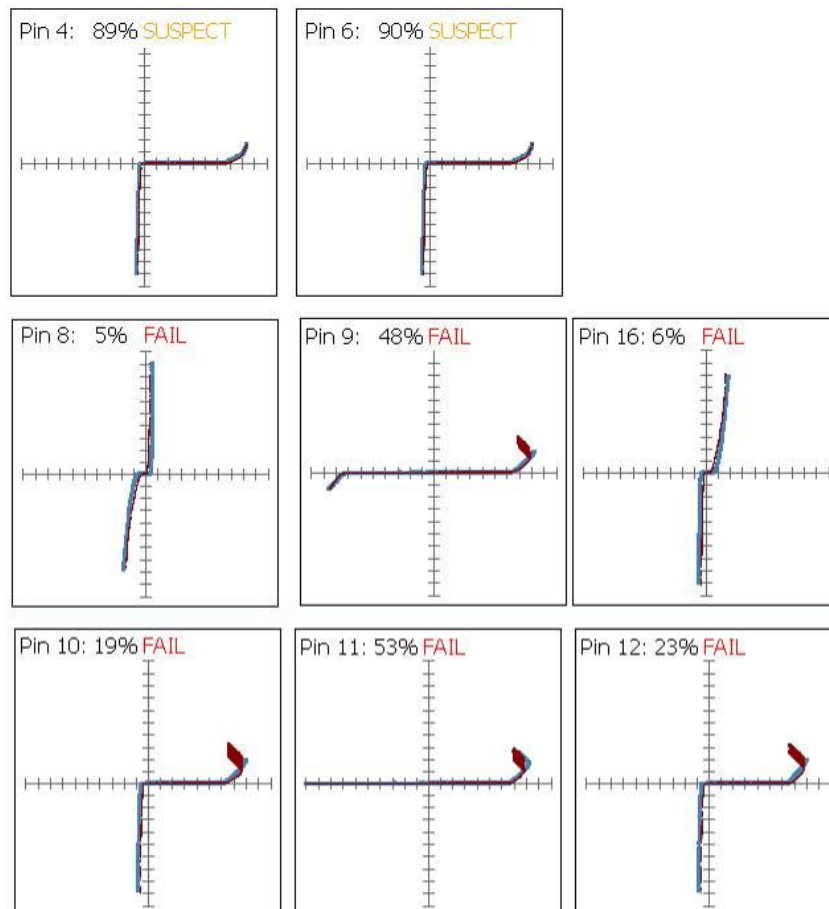 Pin 4: 89% SUSPECT
Pin 6: 90% SUSPECT
Pin 8: 5% FAIL
Pin 9: 48% FAIL
Pin 16: 6% FAIL
Pin 10: 19% FAIL
Pin 11: 53% FAIL
Pin 12: 23% FAIL